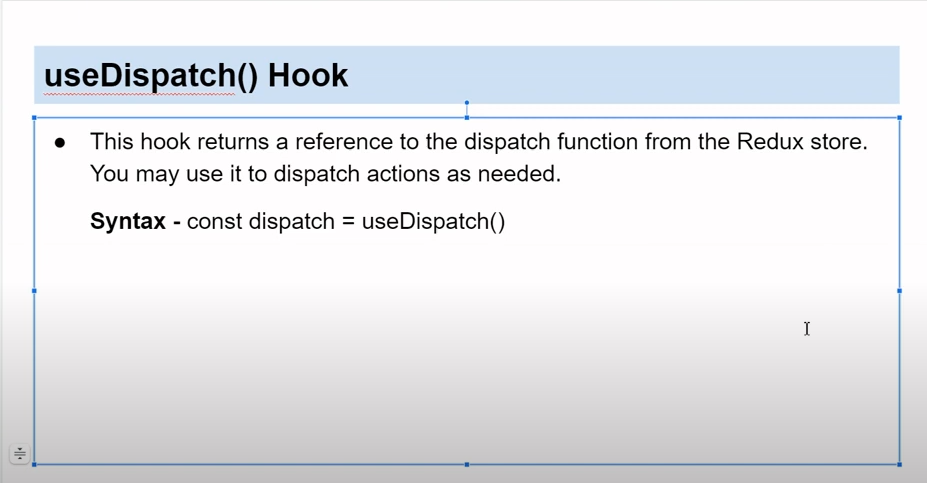 useDispatch() Hook
● This hook returns a reference to the dispatch function from the Redux store.
You may use it to dispatch actions as needed.
Syntax - const dispatch = useDispatch()